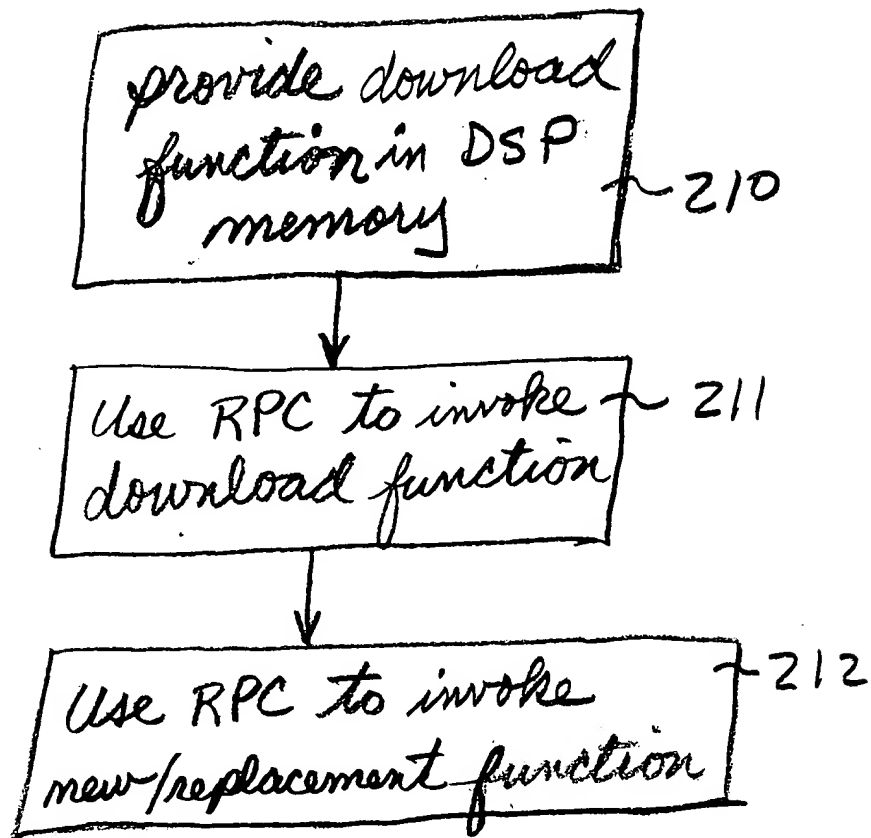 provide download
function in DSP
memory
210
Use RPC to invoke
211
download function
Use RPC to invoke
212
new/replacement function